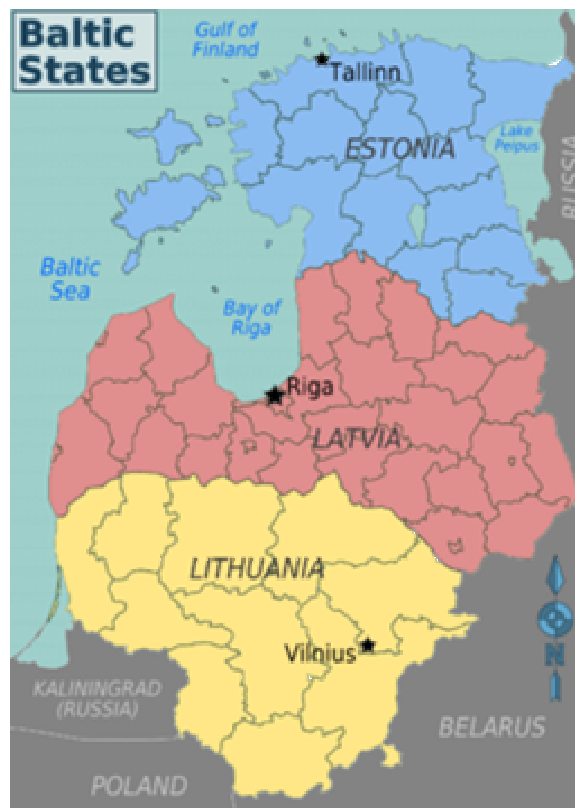 Baltic
States
Gulf of
Finland
Tallinn
ESTONIA
Lake
Peipus
RUSSIA
Baltic
Sea
Bay of
Riga
Riga
LATVIA
LITHUANIA
Vilnius
N
KALININGRAD
(RUSSIA)
BELARUS
POLAND